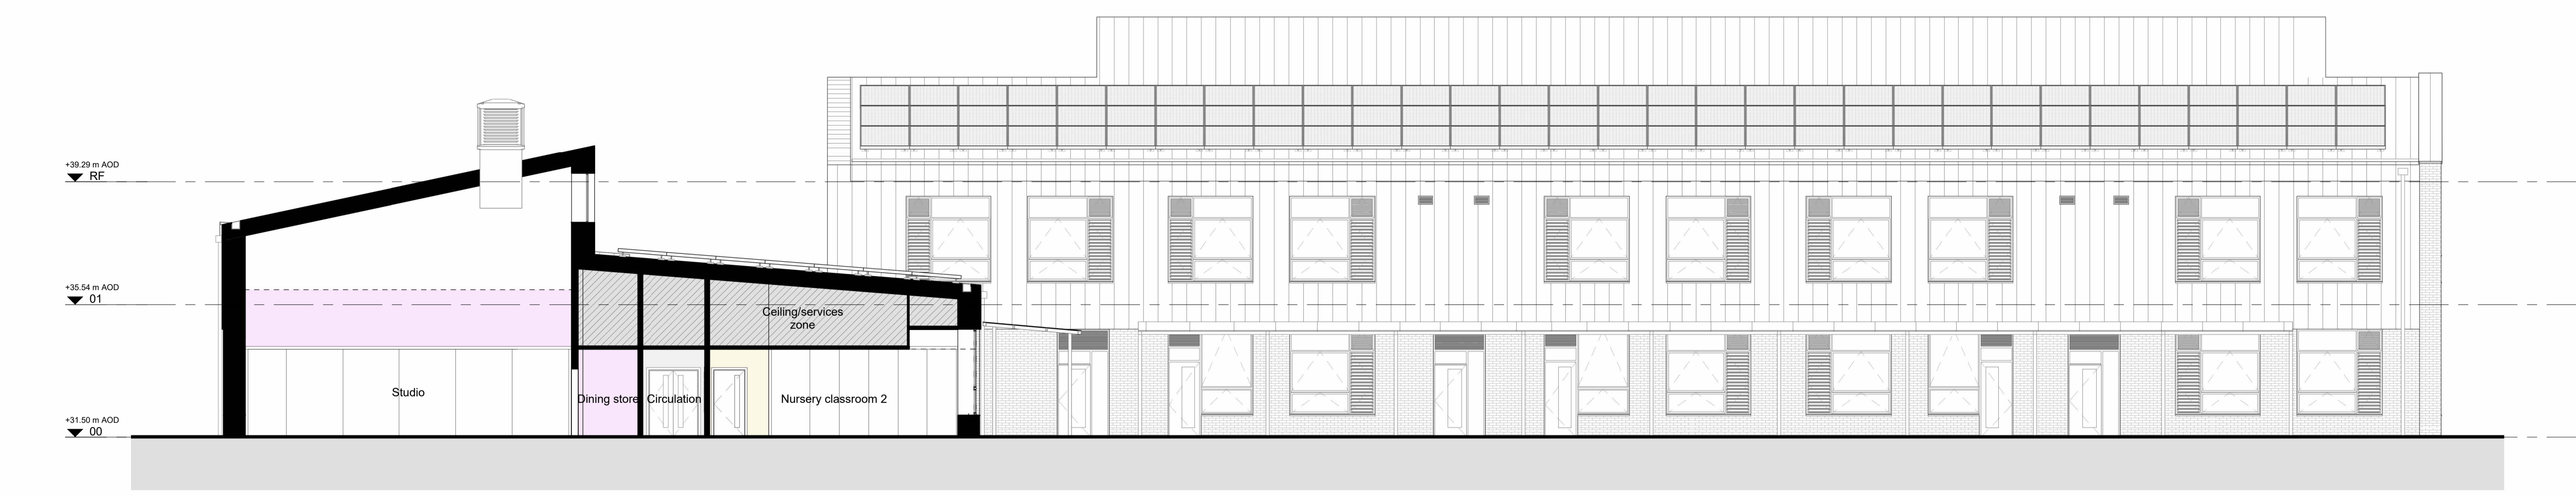 +39.29 m AOD
RF
+35.54 m AOD
01
Ceiling/services
zone
Studio
Dining store
Circulation
Nursery classroom 2
+31.50 m AOD
00